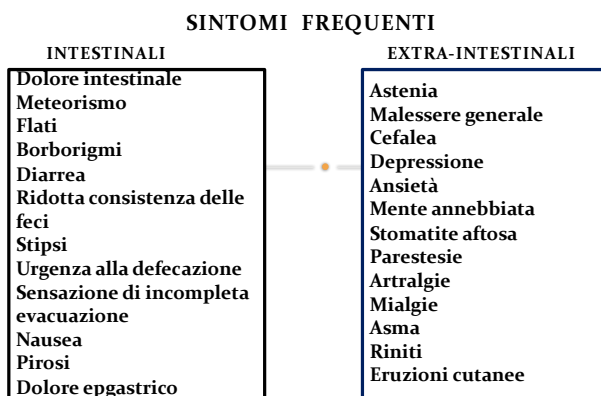 SINTOMI FREQUENTI
INTESTINALI
Dolore intestinale
Meteorismo
Flati
Borborigmi
Diarrea
Ridotta consistenza delle
feci
Stipsi
Urgenza alla defecazione
Sensazione di incompleta
evacuazione
Nausea
Pirosi
Dolore epgastrico
EXTRA-INTESTINALI
Astenia
Malessere generale
Cefalea
Depressione
Ansietà
Mente annebbiata
Stomatite aftosa
Parestesie
Artralgie
Mialgie
Asma
Riniti
Eruzioni cutanee